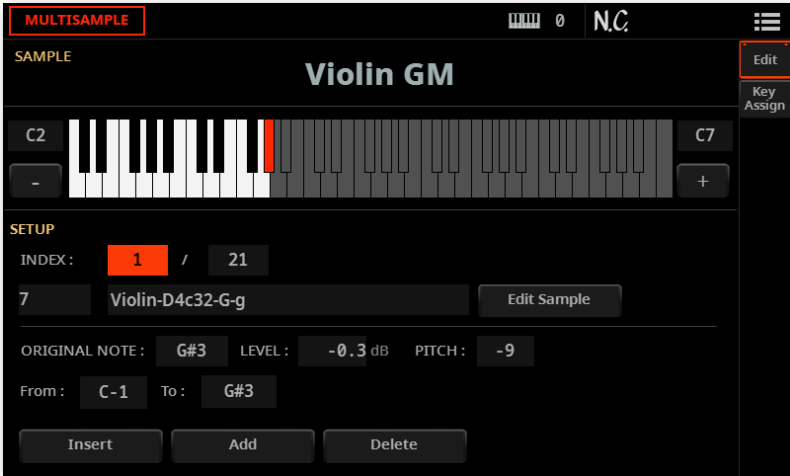 MULTISAMPLE 0 N.C.
SAMPLE
Violin GM
Edit
Key
Assign
C2 C7
- +
SETUP
INDEX : 1 / 21
7 Violin-D4c32-G-g Edit Sample
ORIGINAL NOTE : G#3 LEVEL : -0.3 dB PITCH : -9
From : C-1 To : G#3
Insert Add Delete